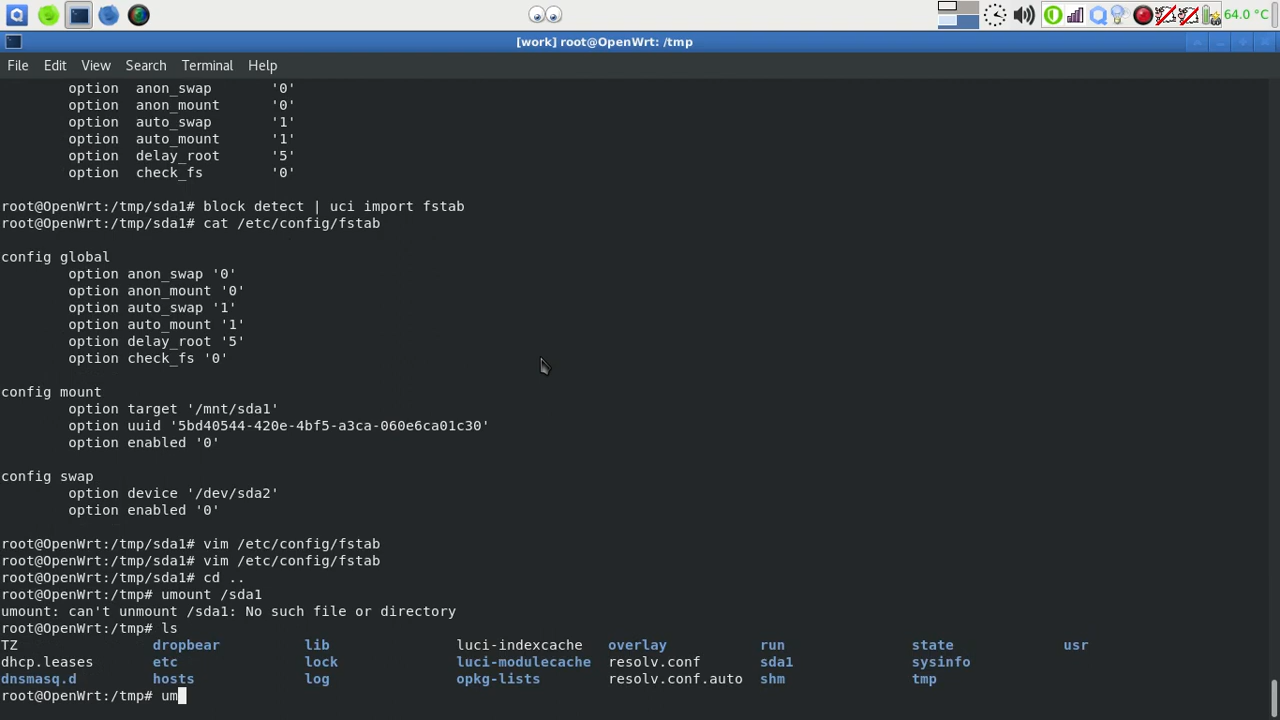 64.0 °C
[work] root@OpenWrt: /tmp
File Edit View Search Terminal Help
option anon_swap '0'
option anon_mount '0'
option auto_swap '1'
option auto_mount '1'
option delay_root '5'
option check_fs '0'
root@OpenWrt:/tmp/sda1# block detect | uci import fstab
root@OpenWrt:/tmp/sda1# cat /etc/config/fstab
config global
option anon_swap '0'
option anon_mount '0'
option auto_swap '1'
option auto_mount '1'
option delay_root '5'
option check_fs '0'
config mount
option target '/mnt/sda1'
option uuid '5bd40544-420e-4bf5-a3ca-060e6ca01c30'
option enabled '0'
config swap
option device '/dev/sda2'
option enabled '0'
root@OpenWrt:/tmp/sda1# vim /etc/config/fstab
root@OpenWrt:/tmp/sda1# vim /etc/config/fstab
root@OpenWrt:/tmp/sda1# cd ..
root@OpenWrt:/tmp# umount /sda1
umount: can't unmount /sda1: No such file or directory
root@OpenWrt:/tmp# ls
TZ dropbear lib luci-indexcache overlay run state usr
dhcp.leases etc lock luci-modulecache resolv.conf sda1 sysinfo
dnsmasq.d hosts log opkg-lists resolv.conf.auto shm tmp
root@OpenWrt:/tmp# um